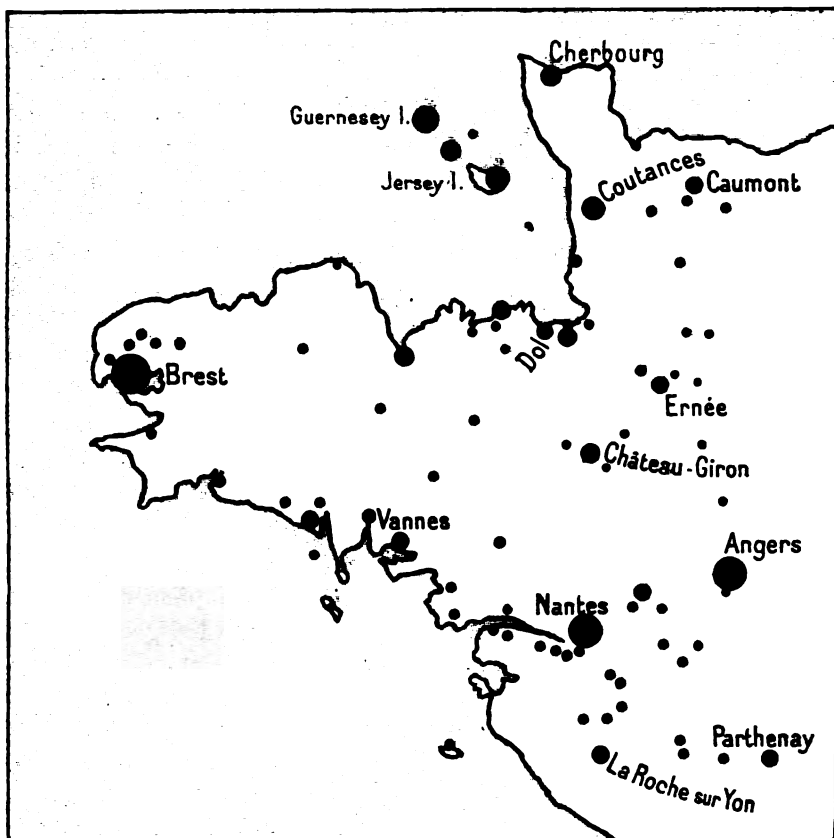 Cherbourg
Guernesey I.
Jersey I.
Coutances
Caumont
Dol
Brest
Ernée
Château-Giron
Vannes
Angers
Nantes
Parthenay
La Roche sur Yon